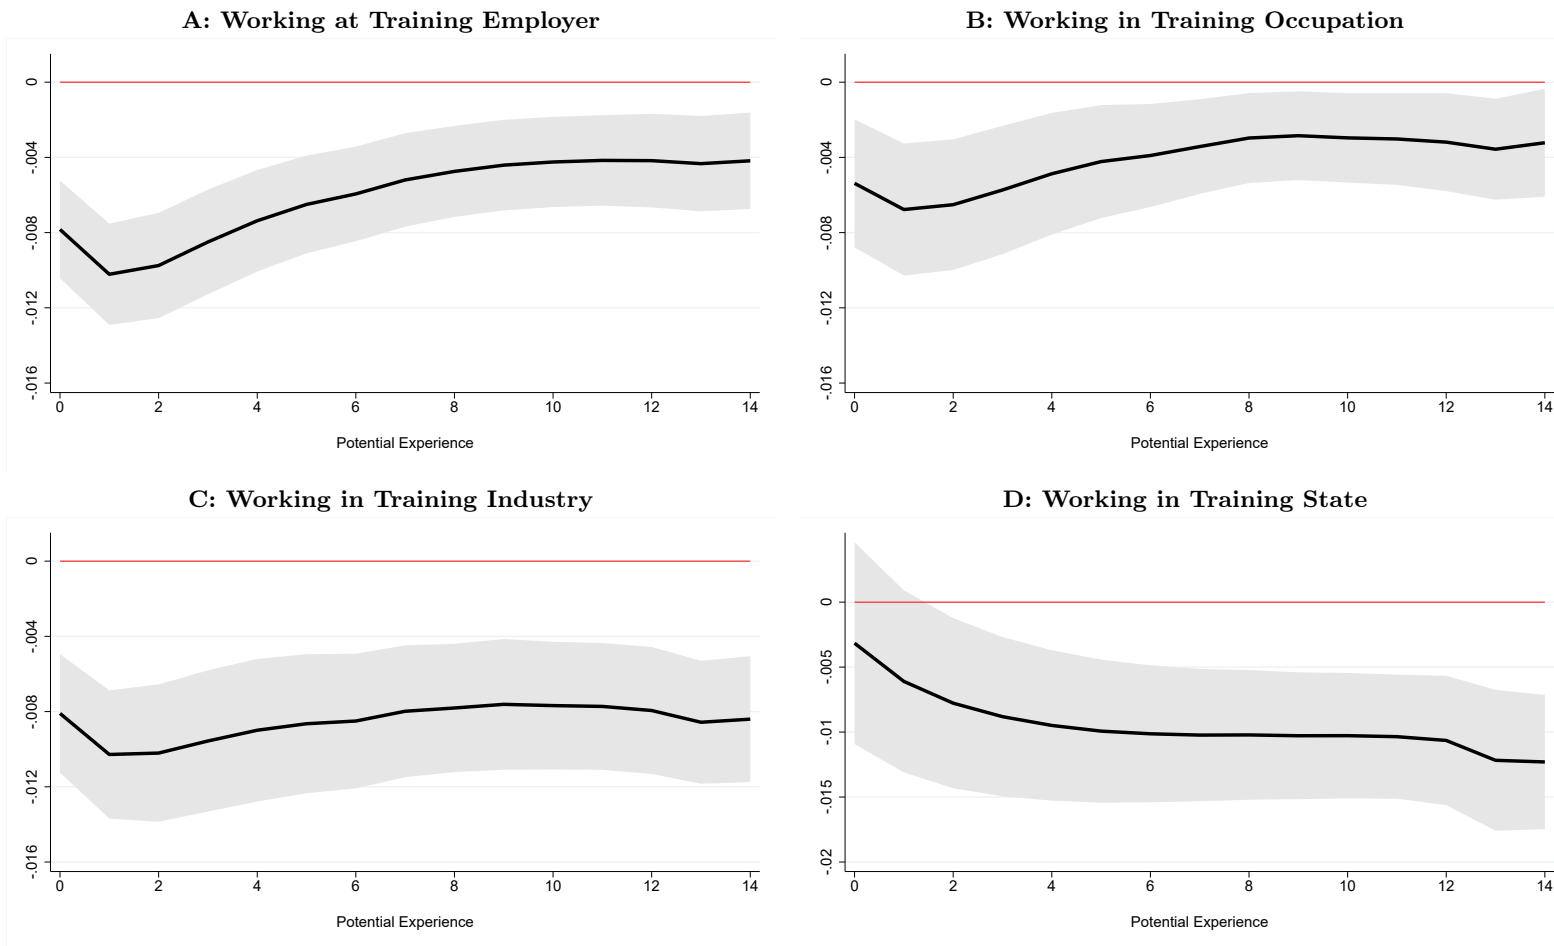 A: Working at Training Employer
0
-.004
-.008
-.012
-.016
0 2 4 6 8 10 12 14
Potential Experience
B: Working in Training Occupation
0
-.004
-.008
-.012
-.016
0 2 4 6 8 10 12 14
Potential Experience
C: Working in Training Industry
0
-.004
-.008
-.012
-.016
0 2 4 6 8 10 12 14
Potential Experience
D: Working in Training State
0
-.005
-.01
-.015
-.02
0 2 4 6 8 10 12 14
Potential Experience